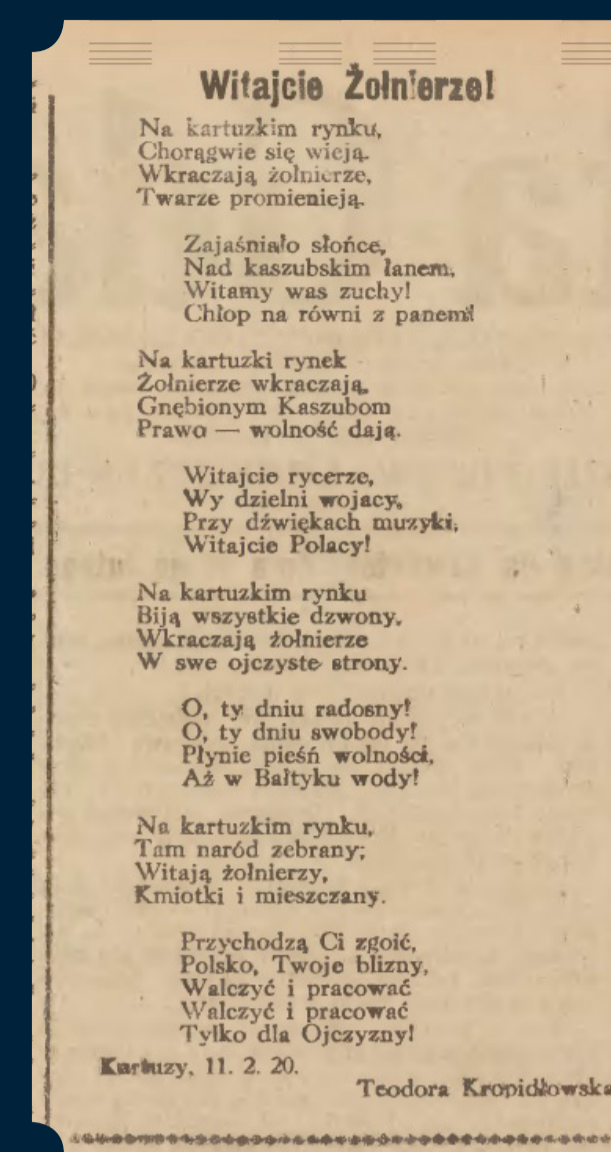 Witajcie Żołnierze!
Na kartuzkim rynku,
Chorągwie się wieją.
Wkraczają żołnierze,
Twarze promienieją.
Zajaśniało słońce,
Nad kaszubskim łanem,
Witamy was zuchy!
Chłop na równi z panem!
Na kartuzki rynek
Żołnierze wkraczają,
Gnębionym Kaszubom
Prawo — wolność dają.
Witajcie rycerze,
Wy dzielni wojacy,
Przy dźwiękach muzyki,
Witajcie Polacy!
Na kartuzkim rynku
Biją wszystkie dzwony,
Wkraczają żołnierze
W swe ojczyste strony.
O, ty dniu radosny!
O, ty dniu swobody!
Płynie pieśń wolności,
Aż w Bałtyku wody!
Na kartuzkim rynku,
Tam naród zebrany;
Witają żołnierzy,
Kmiotki i mieszczany.
Przychodzą Ci zgoić,
Polsko, Twoje blizny,
Walczyć i pracować
Walczyć i pracować
Tylko dla Ojczyzny!
Kartuzy, 11. 2. 20.
Teodora Kropidłowska